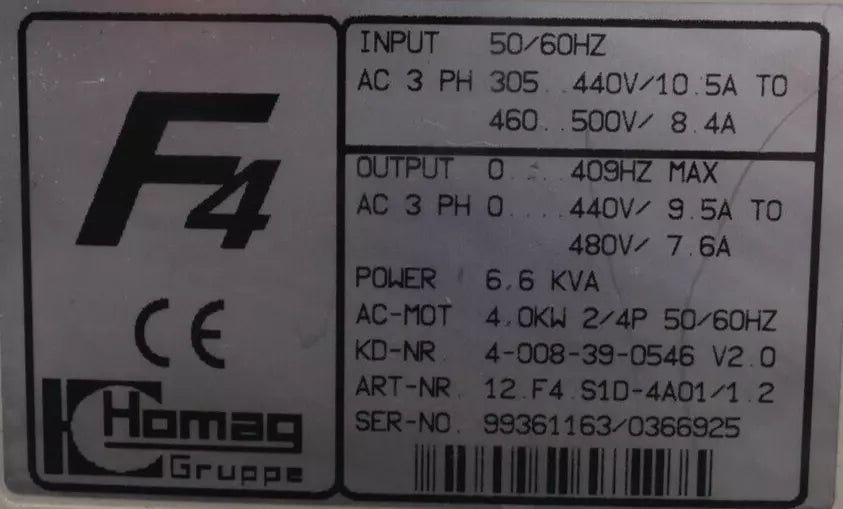 F4
CE
Homag
Gruppe
INPUT 50/60HZ
AC 3 PH 305..440V/10.5A TO
460..500V/ 8.4A
OUTPUT 0 ... 409HZ MAX
AC 3 PH 0....440V/ 9.5A TO
480V/ 7.6A
POWER 6.6 KVA
AC-MOT 4.0KW 2/4P 50/60HZ
KD-NR 4-008-39-0546 V2.0
ART-NR. 12.F4.S1D-4A01/1.2
SER-NO. 99361163/0366925